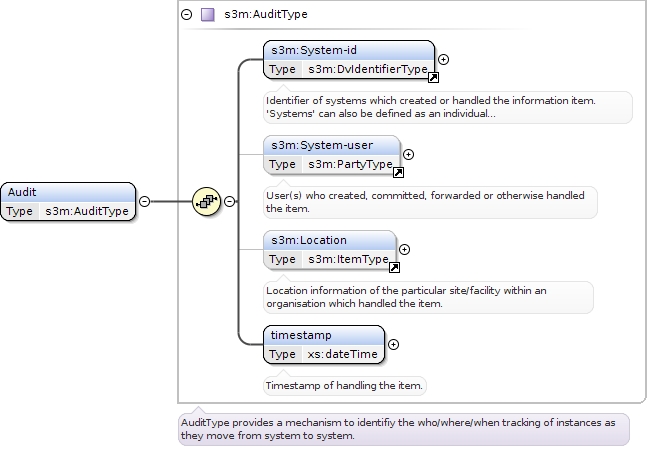 s3m:AuditType
s3m:System-id
Type s3m:DvIdentifierType
Identifier of systems which created or handled the information item.
'Systems' can also be defined as an individual...
s3m:System-user
Type s3m:PartyType
User(s) who created, committed, forwarded or otherwise handled
the item.
Audit
Type s3m:AuditType
s3m:Location
Type s3m:ItemType
Location information of the particular site/facility within an
organisation which handled the item.
timestamp
Type xs:dateTime
Timestamp of handling the item.
AuditType provides a mechanism to identifiy the who/where/when tracking of instances as
they move from system to system.